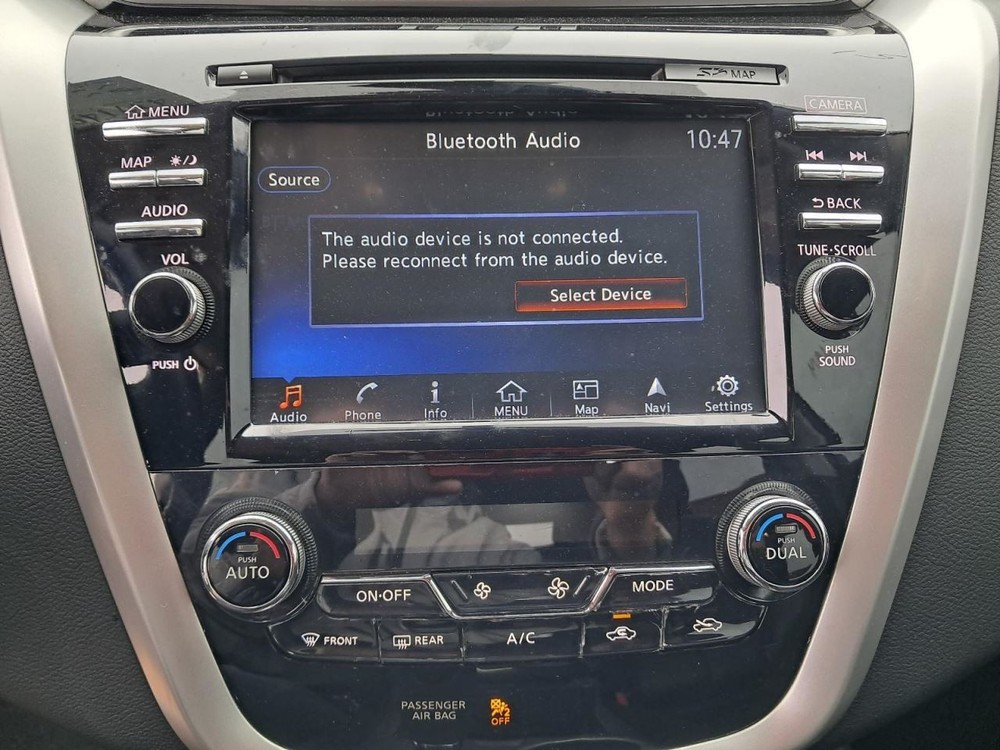 MENU
SD MAP
CAMERA
MAP
AUDIO
BACK
VOL
TUNE·SCROLL
PUSH
PUSH
SOUND
Bluetooth Audio
10:47
Source
The audio device is not connected.
Please reconnect from the audio device.
Select Device
Audio
Phone
Info
MENU
Map
Navi
Settings
PUSH
AUTO
PUSH
DUAL
ON·OFF
MODE
FRONT
REAR
A/C
PASSENGER
AIR BAG
2
OFF